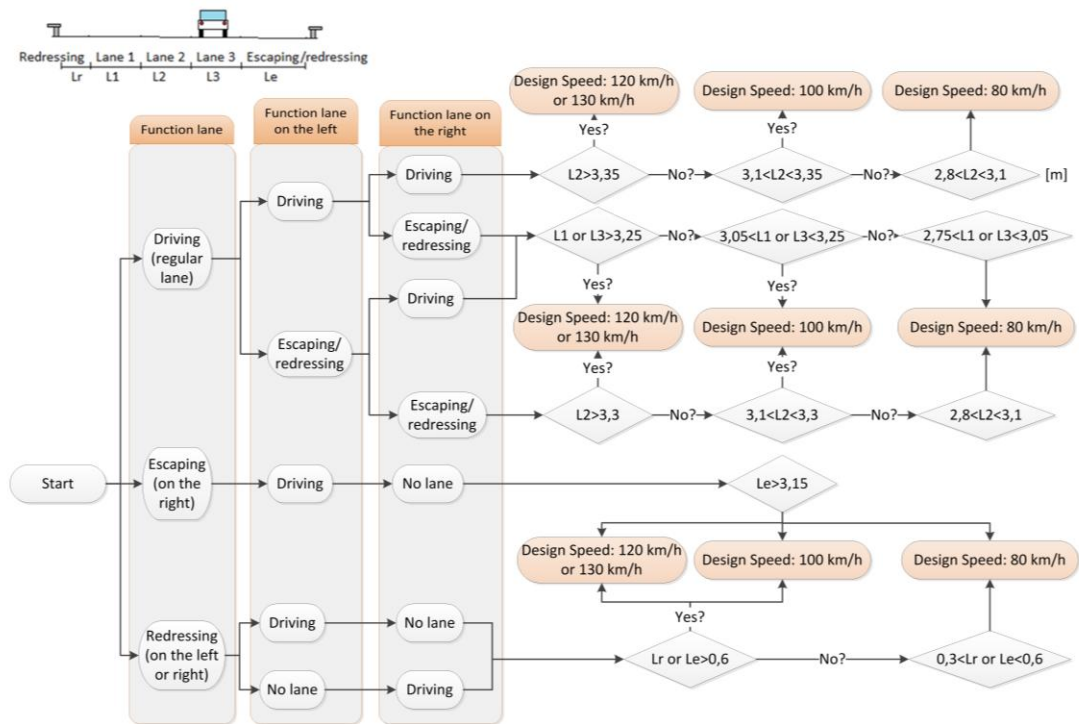 Redressing Lane 1 Lane 2 Lane 3 Escaping/redressing
Lr L1 L2 L3 Le
Function lane
Function lane
on the left
Function lane on
the right
Design Speed: 120 km/h
or 130 km/h
Design Speed: 100 km/h
Design Speed: 80 km/h
Yes?
Yes?
Driving
Driving
L2>3,35
No?
3,1<L2<3,35
No?
2,8<L2<3,1
[m]
Driving
(regular
lane)
Escaping/
redressing
L1 or L3>3,25
No?
3,05<L1 or L3<3,25
No?
2,75<L1 or L3<3,05
Yes?
Yes?
Escaping/
redressing
Driving
Design Speed: 120 km/h
or 130 km/h
Design Speed: 100 km/h
Design Speed: 80 km/h
Yes?
Yes?
Escaping/
redressing
L2>3,3
No?
3,1<L2<3,3
No?
2,8<L2<3,1
Start
Escaping
(on the
right)
Driving
No lane
Le>3,15
Design Speed: 120 km/h
or 130 km/h
Design Speed: 100 km/h
Design Speed: 80 km/h
Yes?
Redressing
(on the left
or right)
Driving
No lane
Lr or Le>0,6
No?
0,3<Lr or Le<0,6
No lane
Driving